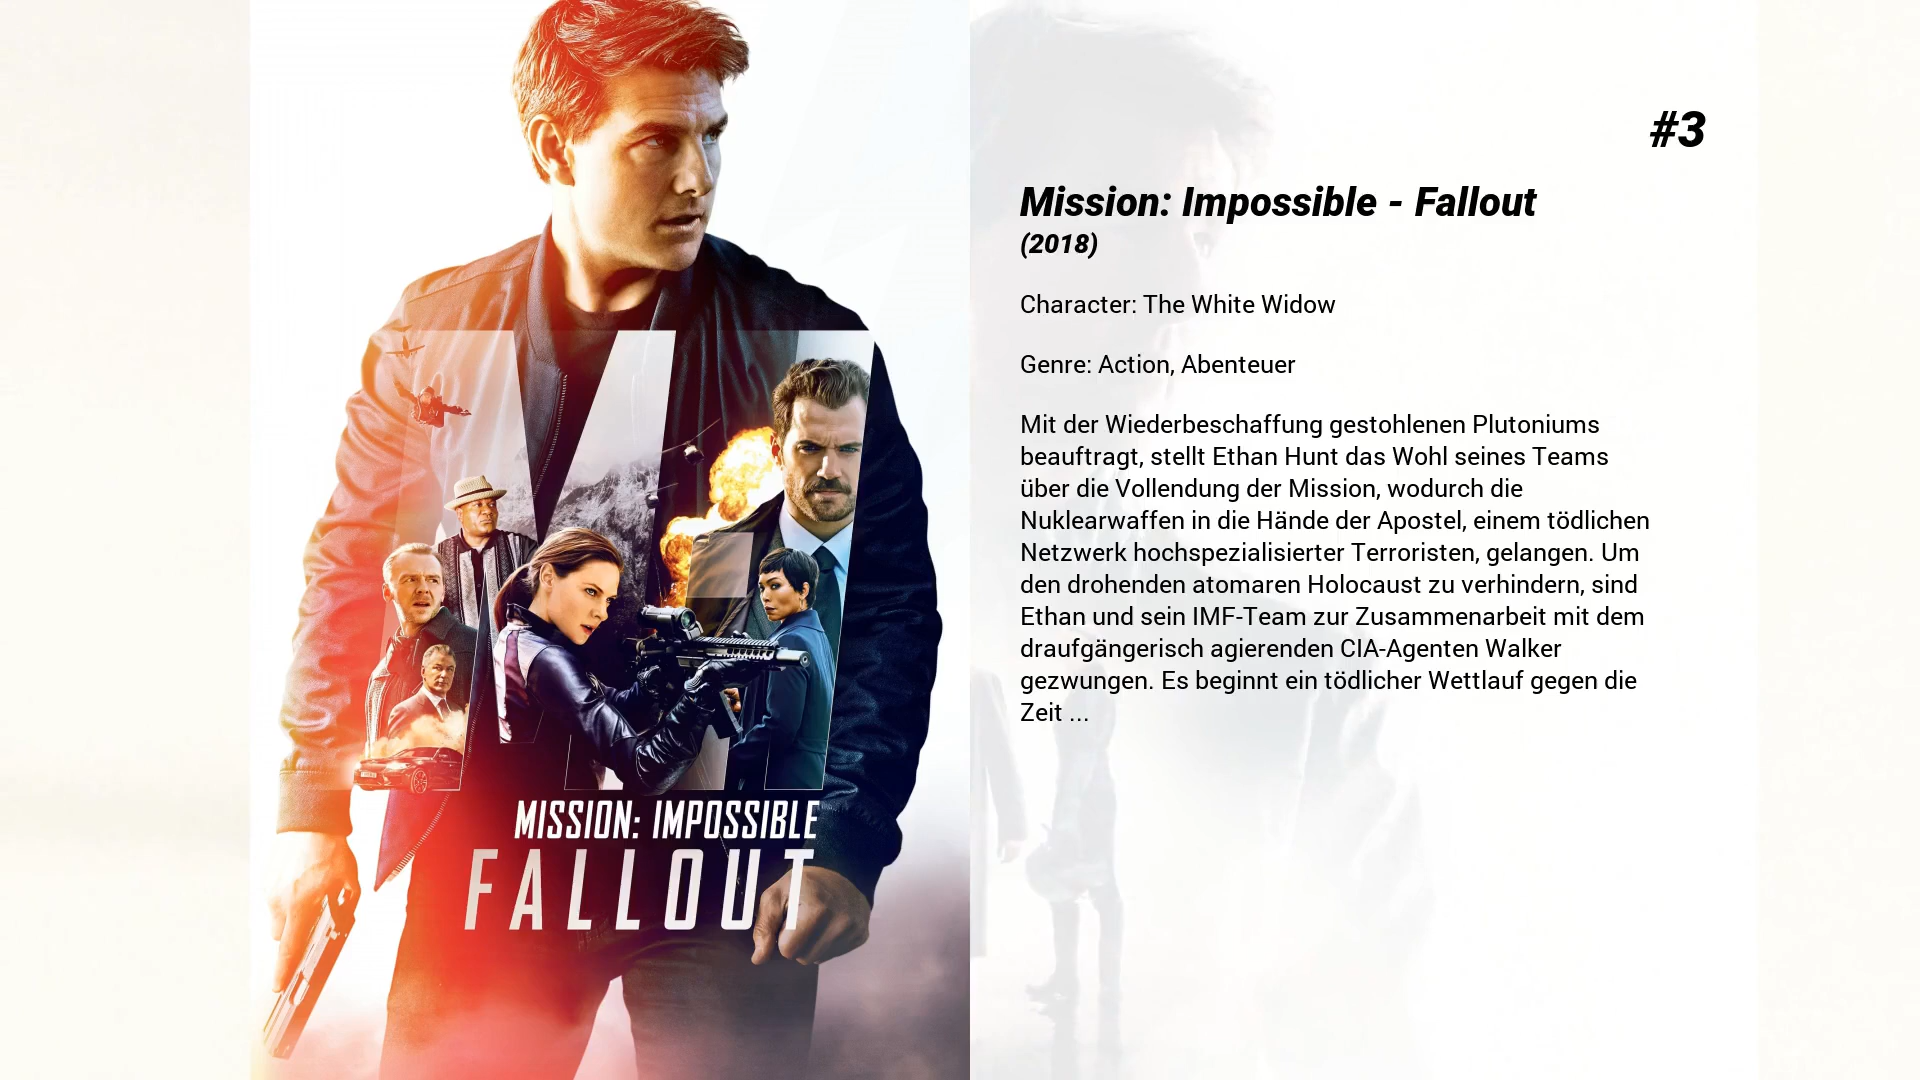 #3
Mission: Impossible - Fallout
(2018)
Character: The White Widow
Genre: Action, Abenteuer
Mit der Wiederbeschaffung gestohlenen Plutoniums
beauftragt, stellt Ethan Hunt das Wohl seines Teams
über die Vollendung der Mission, wodurch die
Nuklearwaffen in die Hände der Apostel, einem tödlichen
Netzwerk hochspezialisierter Terroristen, gelangen. Um
den drohenden atomaren Holocaust zu verhindern, sind
Ethan und sein IMF-Team zur Zusammenarbeit mit dem
draufgängerisch agierenden CIA-Agenten Walker
gezwungen. Es beginnt ein tödlicher Wettlauf gegen die
Zeit ...
M:I
MISSION: IMPOSSIBLE
FALLOUT